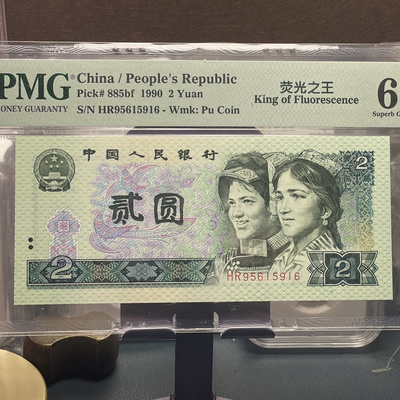 PMG China / People's Republic
MONEY GUARANTY Pick# 885bf 1990 2 Yuan
S/N HR95615916 - Wmk: Pu Coin
荧光之王
King of Fluorescence
6
Superb G
中国人民银行
2
贰圆
HR95615916
2
2